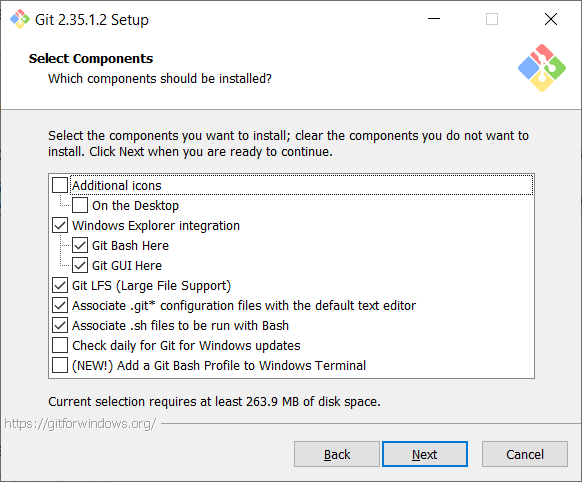 Git 2.35.1.2 Setup
Select Components
Which components should be installed?
Select the components you want to install; clear the components you do not want to
install. Click Next when you are ready to continue.
Additional icons
On the Desktop
Windows Explorer integration
Git Bash Here
Git GUI Here
Git LFS (Large File Support)
Associate .git* configuration files with the default text editor
Associate .sh files to be run with Bash
Check daily for Git for Windows updates
(NEW!) Add a Git Bash Profile to Windows Terminal
Current selection requires at least 263.9 MB of disk space.
https://gitforwindows.org/
Back Next Cancel